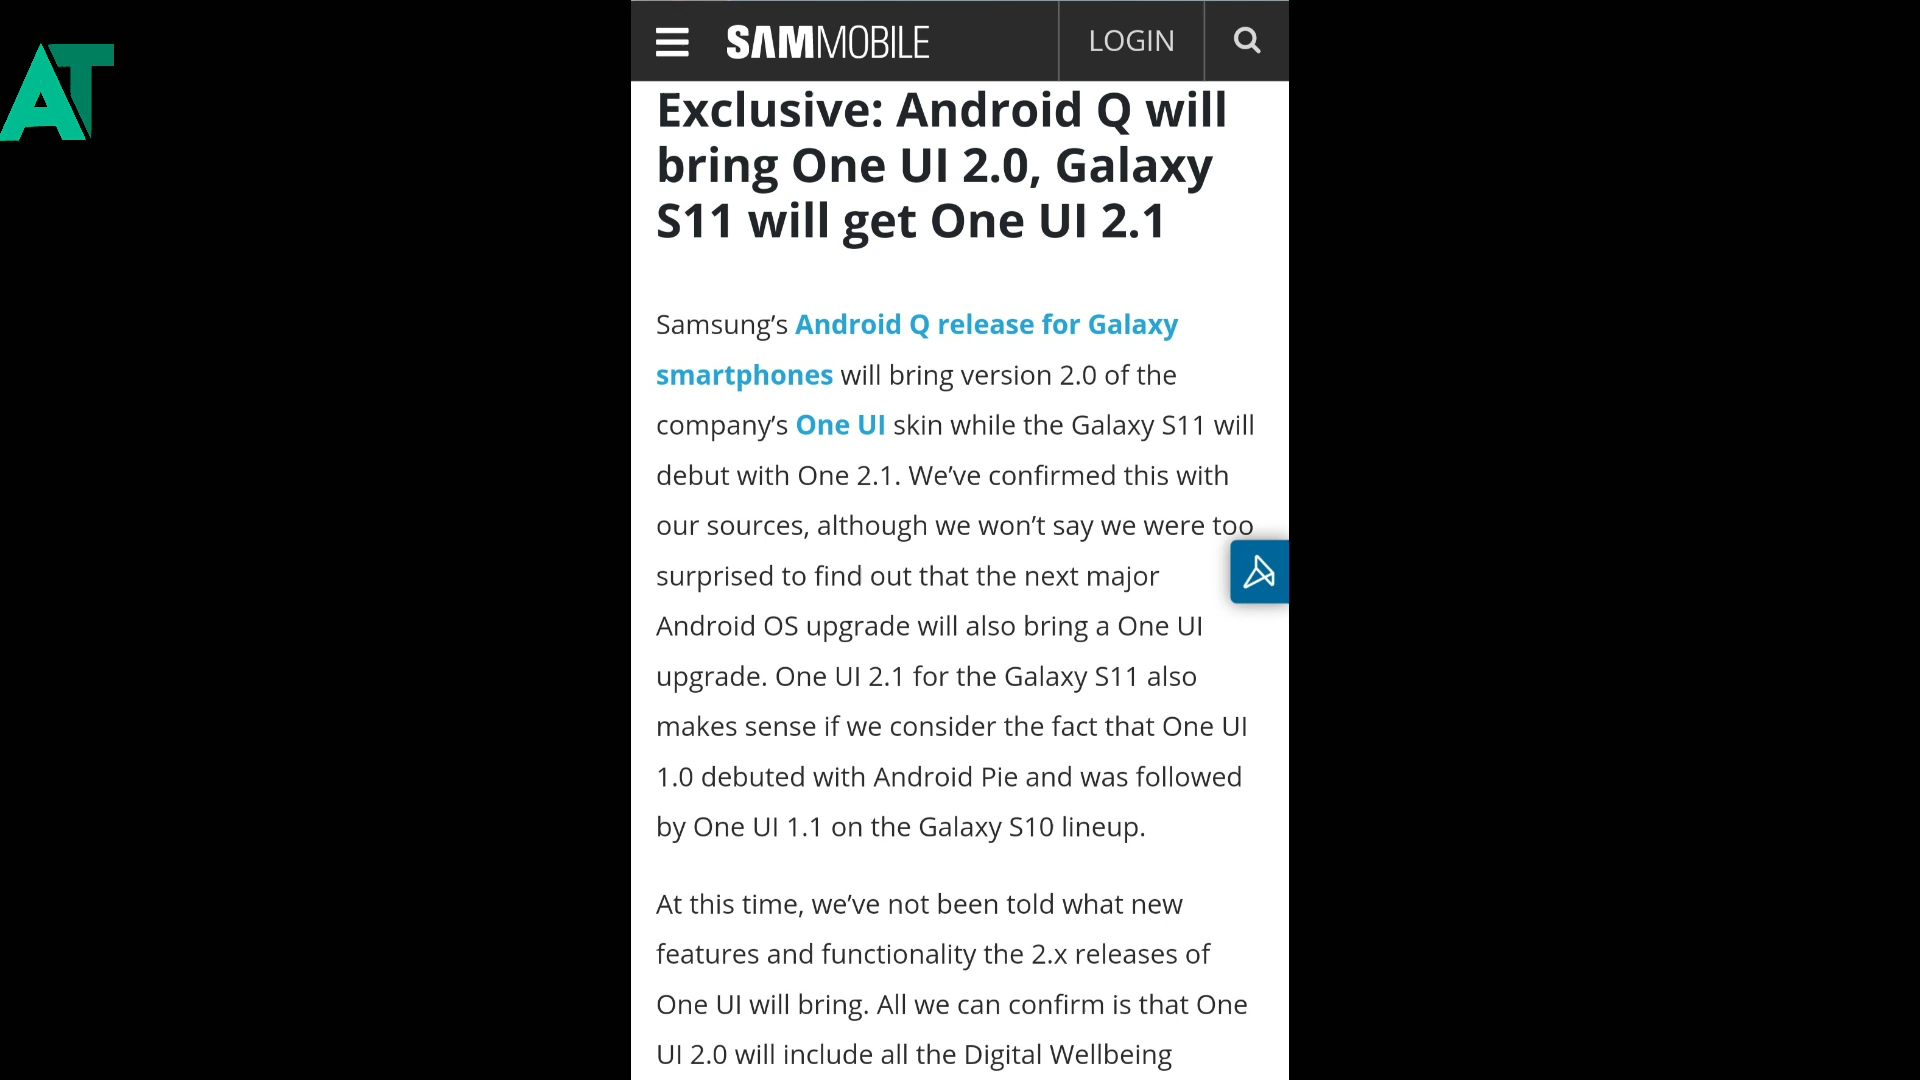 AT
SAMMOBILE
LOGIN
Exclusive: Android Q will
bring One UI 2.0, Galaxy
S11 will get One UI 2.1
Samsung’s Android Q release for Galaxy
smartphones will bring version 2.0 of the
company’s One UI skin while the Galaxy S11 will
debut with One 2.1. We’ve confirmed this with
our sources, although we won’t say we were too
surprised to find out that the next major
Android OS upgrade will also bring a One UI
upgrade. One UI 2.1 for the Galaxy S11 also
makes sense if we consider the fact that One UI
1.0 debuted with Android Pie and was followed
by One UI 1.1 on the Galaxy S10 lineup.
At this time, we’ve not been told what new
features and functionality the 2.x releases of
One UI will bring. All we can confirm is that One
UI 2.0 will include all the Digital Wellbeing